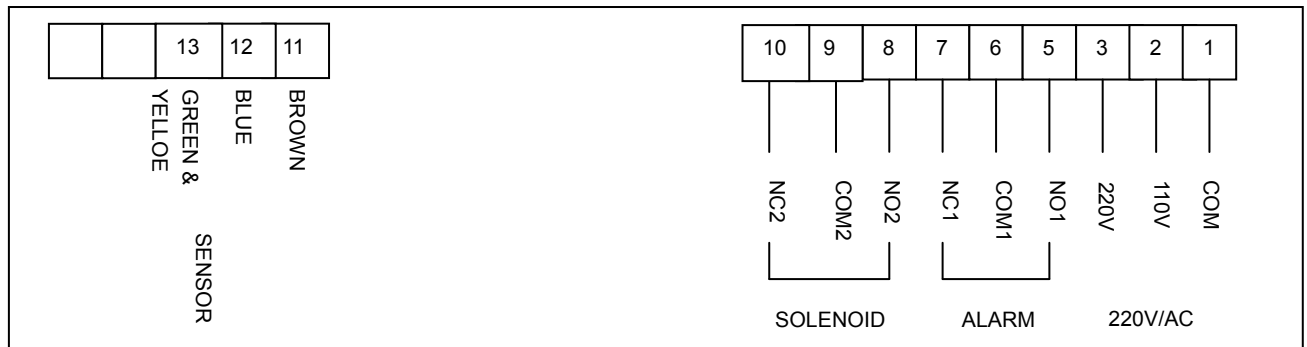 13 12 11 10 9 8 7 6 5 3 2 1
YELLOE
GREEN &
BLUE
BROWN
SENSOR
NC2
COM2
NO2
NC1
COM1
NO1
220V
110V
COM
SOLENOID ALARM 220V/AC